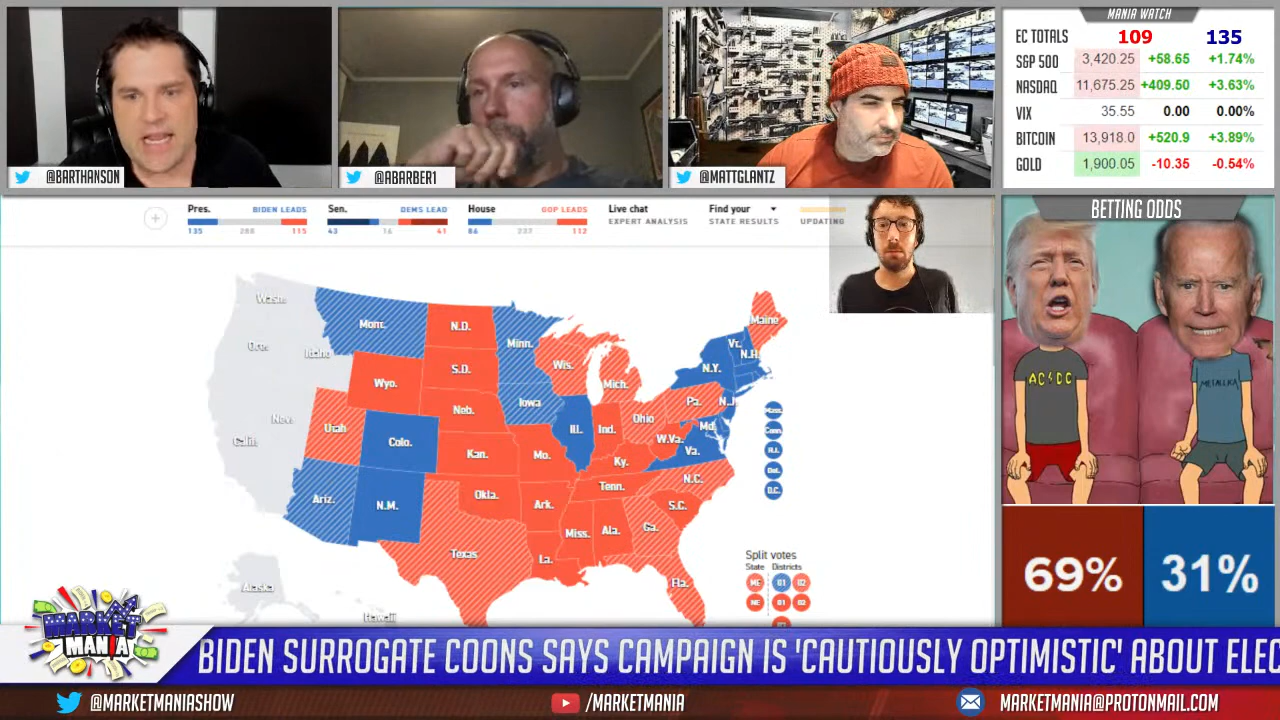 @BARTHANSON
@ABARBER1
@MATTGLANTZ
MANIA WATCH
EC TOTALS 109 135
S&P 500 3,420.25 +58.65 +1.74%
NASDAQ 11,675.25 +409.50 +3.63%
VIX 35.55 0.00 0.00%
BITCOIN 13,918.0 +520.9 +3.89%
GOLD 1,900.05 -10.35 -0.54%
Pres. BIDEN LEADS
135 288 115
Sen. DEMS LEAD
43 16 41
House GOP LEADS
86 237 112
Live chat
EXPERT ANALYSIS
Find your
STATE RESULTS
UPDATING
BETTING ODDS
AC/DC
METALLICA
Wash.
Mont.
N.D.
Minn.
Maine
Ore.
Idaho
Vt.
N.H.
S.D.
Wis.
Mich.
N.Y.
Wyo.
Iowa
Pa.
N.J.
Neb.
Nev.
Utah
Colo.
Ill.
Ind.
Ohio
Md.
Mass.
Conn.
R.I.
Del.
D.C.
Calif.
Kan.
Mo.
Ky.
W.Va.
Va.
Ariz.
N.M.
Okla.
Ark.
Tenn.
N.C.
S.C.
Texas
La.
Miss.
Ala.
Ga.
Fla.
Alaska
Hawaii
Split votes
State Districts
ME 01 02
NE 01 02
69% 31%
MARKET
MANIA
BIDEN SURROGATE COONS SAYS CAMPAIGN IS 'CAUTIOUSLY OPTIMISTIC' ABOUT ELEC
@MARKETMANIASHOW
/MARKETMANIA
MARKETMANIA@PROTONMAIL.COM